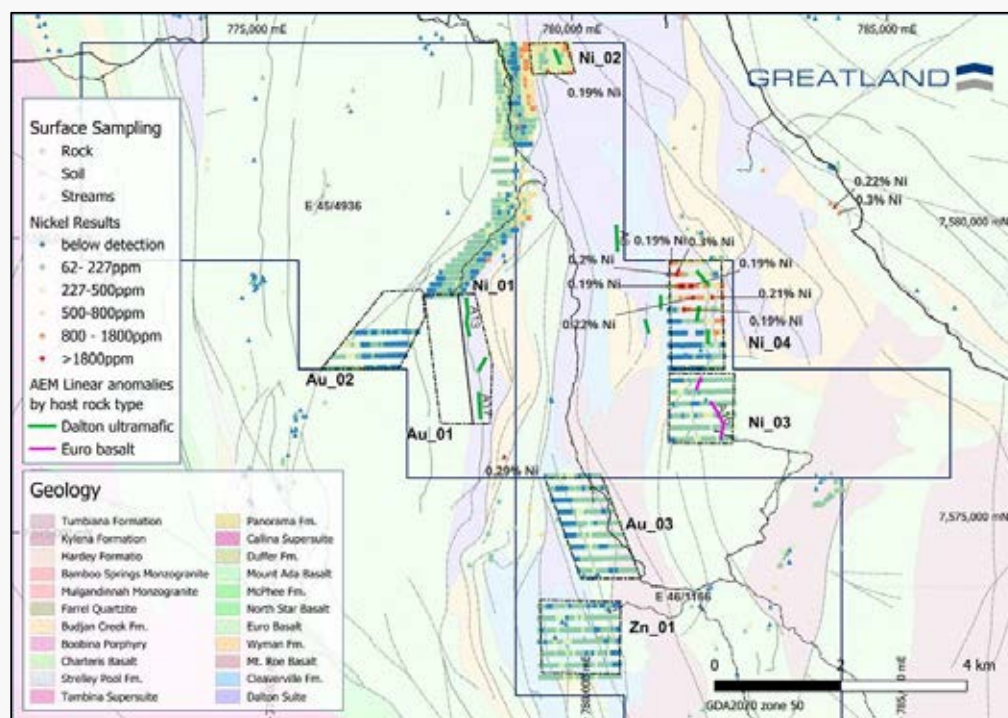 775,000 mE
780,000 mE
785,000 mE
GREATLAND
Ni_02
0.19% Ni
Surface Sampling
Rock
Soil
Streams
Nickel Results
below detection
62- 227ppm
227-500ppm
500-800ppm
800 - 1800ppm
>1800ppm
AEM Linear anomalies
by host rock type
Dalton ultramafic
Euro basalt
E 45/4936
0.22% Ni
0.3% Ni
7,580,000 mN
0.19% Ni
0.3% Ni
0.2% Ni
0.19% Ni
0.19% Ni
0.21% Ni
0.22% Ni
0.19% Ni
Ni_01
Ni_04
Au_02
Au_01
Ni_03
0.29% Ni
Au_03
7,575,000 mN
E 46/1166
Zn_01
Geology
Tumbiana Formation
Kylena Formation
Hardey Formatio
Bamboo Springs Monzogranite
Mulgandinnah Monzogranite
Farrel Quartzite
Budjan Creek Fm.
Boobina Porphyry
Charteris Basalt
Strelley Pool Fm.
Tambina Supersuite
Panorama Fm.
Callina Supersuite
Duffer Fm.
Mount Ada Basalt
McPhee Fm.
North Star Basalt
Euro Basalt
Wyman Fm.
Mt. Roe Basalt
Cleaverville Fm.
Dalton Suite
0 2 4 km
GDA2020 zone 50
780,000 mE
785,000 mE